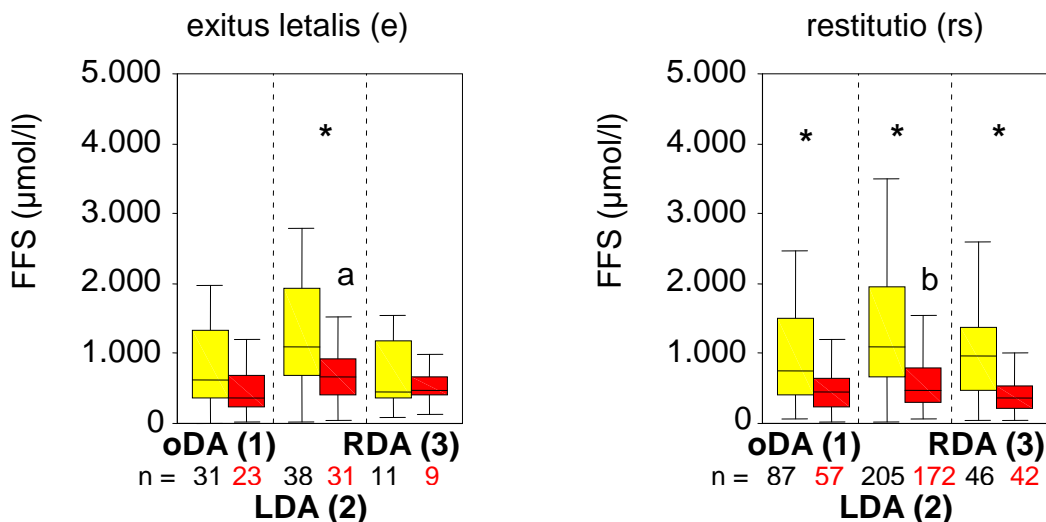 exitus letalis (e)
5.000
4.000
3.000
2.000
1.000
0
FFS (µmol/l)
*
a
oDA (1) RDA (3)
n = 31 23 38 31 11 9
LDA (2)
restitutio (rs)
5.000
4.000
3.000
2.000
1.000
0
FFS (µmol/l)
* * *
b
oDA (1) RDA (3)
n = 87 57 205 172 46 42
LDA (2)